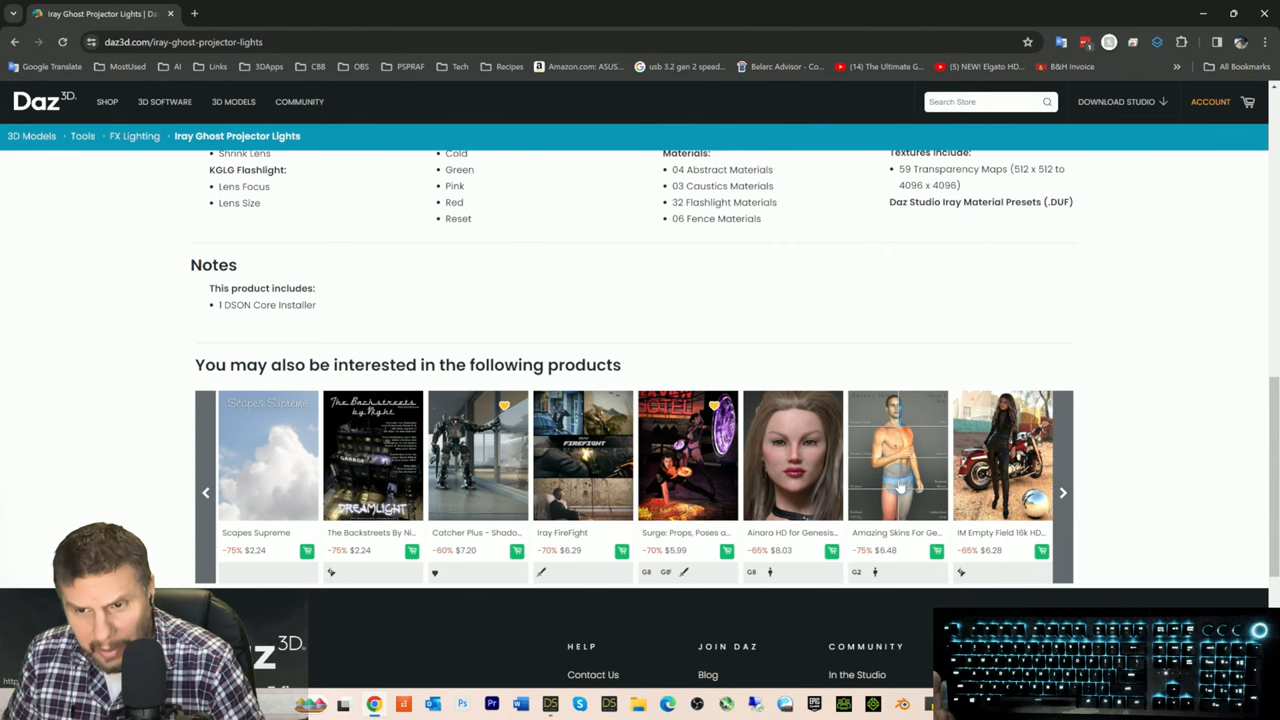 Iray Ghost Projector Lights | Da
daz3d.com/iray-ghost-projector-lights
Google Translate MostUsed AI Links 3DApps CBB OBS PSPRAF Tech Recipes Amazon.com: ASUS... usb 3.2 gen 2 speed... Belarc Advisor - Co... (14) The Ultimate G... (5) NEW! Elgato HD... B&H Invoice » All Bookmarks
Daz 3D. SHOP 3D SOFTWARE 3D MODELS COMMUNITY Search Store DOWNLOAD STUDIO ACCOUNT
3D Models · Tools · FX Lighting · Iray Ghost Projector Lights
Shrink Lens
KGLG Flashlight:
Lens Focus
Lens Size
Cold
Green
Pink
Red
Reset
Materials:
04 Abstract Materials
03 Caustics Materials
32 Flashlight Materials
06 Fence Materials
Textures Include:
59 Transparency Maps (512 x 512 to
4096 x 4096)
Daz Studio Iray Material Presets (.DUF)
Notes
This product includes:
1 DSON Core Installer
You may also be interested in the following products
Scapes Supreme
The Backstreets
by Night
DREAMLIGHT
FIREFIGHT
HOTEL
Scapes Supreme The Backstreets By Ni... Catcher Plus - Shado... Iray FireFight Surge: Props, Poses a... Ainara HD for Genesis... Amazing Skins For Ge... IM Empty Field 16k HD...
-75% $2.24 -75% $2.24 -60% $7.20 -70% $6.29 -70% $5.99 -65% $8.03 -75% $6.48 -65% $6.28
G8 G8 G2
3D.
HELP JOIN DAZ COMMUNITY
Contact Us Blog In the Studio